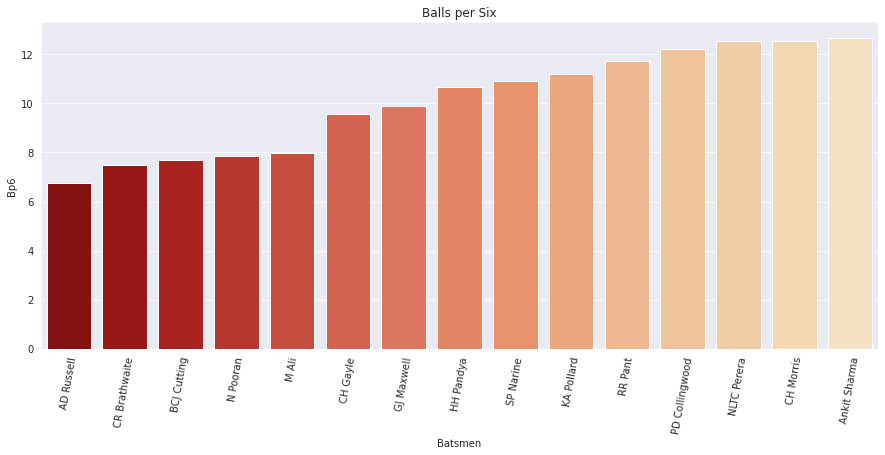 Balls per Six
Bp6
12
10
8
6
4
2
0
AD Russell
CR Brathwaite
BCJ Cutting
N Pooran
M Ali
CH Gayle
GJ Maxwell
HH Pandya
SP Narine
KA Pollard
RR Pant
PD Collingwood
NLTC Perera
CH Morris
Ankit Sharma
Batsmen